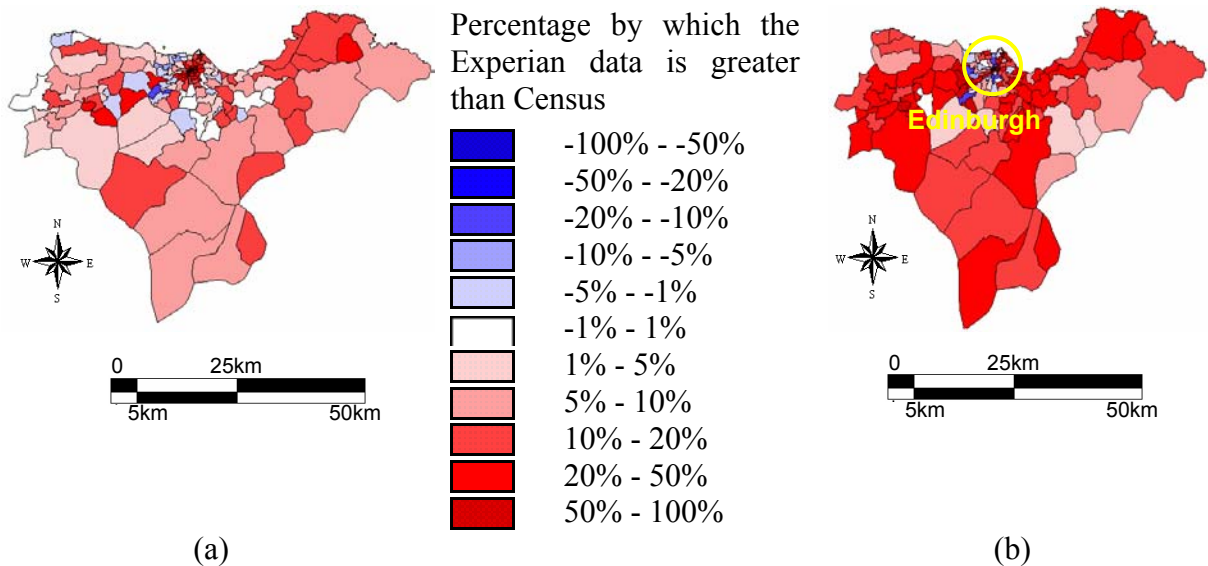 Percentage by which the
Experian data is greater
than Census
-100% - -50%
-50% - -20%
-20% - -10%
-10% - -5%
-5% - -1%
-1% - 1%
1% - 5%
5% - 10%
10% - 20%
20% - 50%
50% - 100%
N
W E
S
0 25km
5km 50km
(a)
Edinburgh
N
W E
S
0 25km
5km 50km
(b)